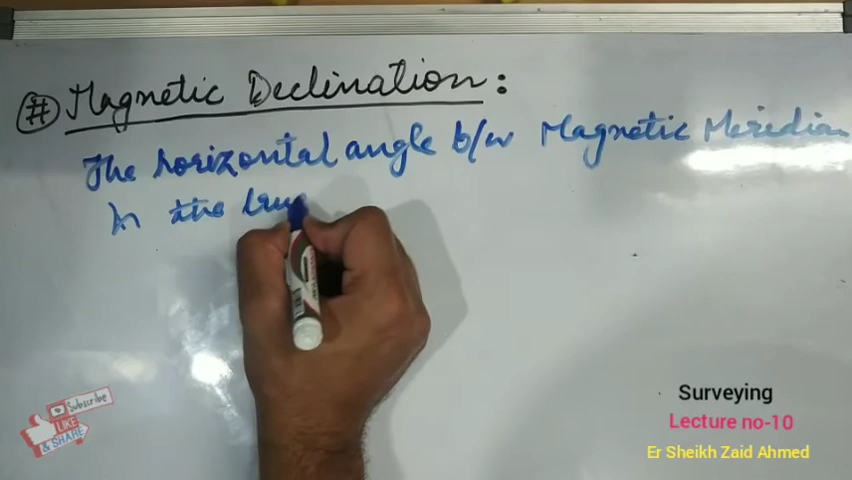 # Magnetic Declination:
The horizontal angle b/w Magnetic Meridian
the tru
Subscribe
LIKE
& SHARE
Surveying
Lecture no-10
Er Sheikh Zaid Ahmed